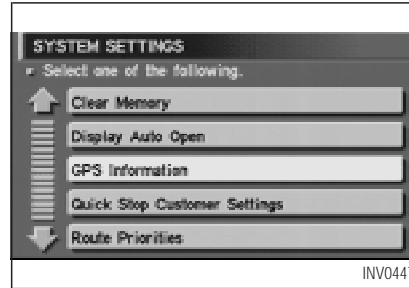 SYSTEM SETTINGS
Select one of the following.
Clear Memory
Display Auto Open
GPS Information
Quick Stop Customer Settings
Route Priorities
INV0447